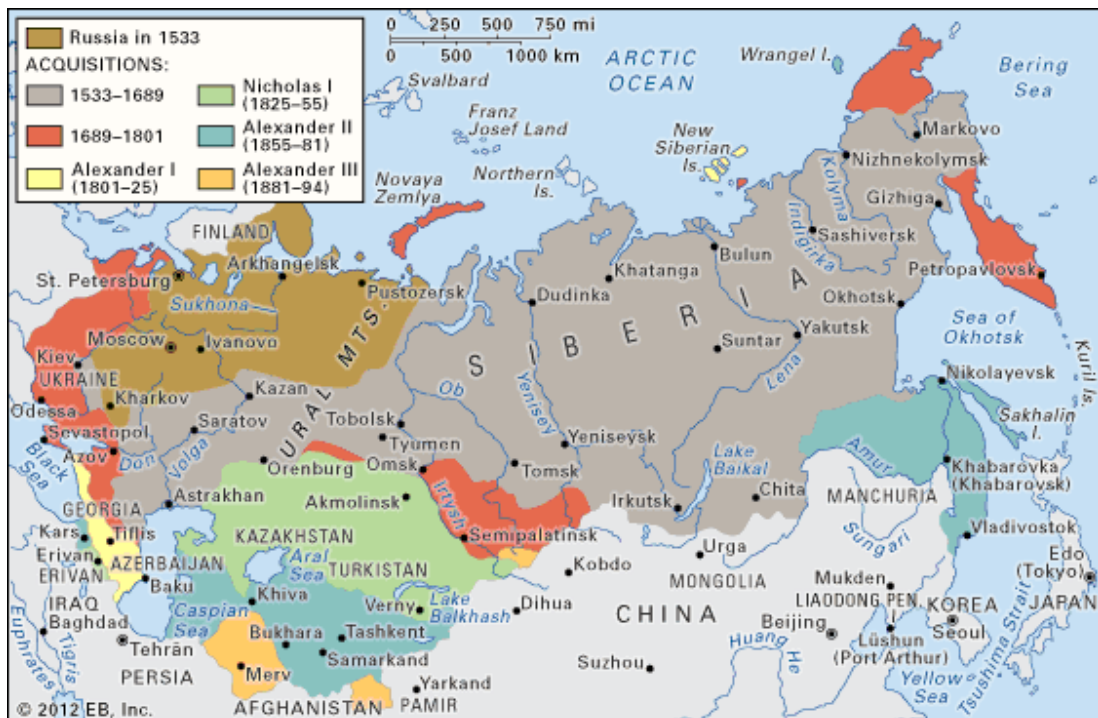 Russia in 1533
ACQUISITIONS:
1533–1689
1689–1801
Alexander I
(1801–25)
Nicholas I
(1825–55)
Alexander II
(1855–81)
Alexander III
(1881–94)
0 250 500 750 mi
0 500 1000 km
ARCTIC
OCEAN
Wrangel I.
Bering
Sea
Svalbard
Franz
Josef Land
Northern
Is.
New
Siberian
Is.
Novaya
Zemlya
Markovo
Nizhnekolymsk
Kolyma
Gizhiga
Indigirka
Sashiversk
FINLAND
Arkhangelsk
St. Petersburg
Sukhona
Pustozersk
Dudinka
Khatanga
Bulun
Petropavlovsk
Okhotsk
Sea of
Okhotsk
Moscow
Ivanovo
URAL MTS.
SIBERIA
Suntar
Yakutsk
Lena
Kuril Is.
Kiev
UKRAINE
Kazan
Ob
Yenisey
Nikolayevsk
Sakhalin
I.
Odessa
Kharkov
Saratov
Tobolsk
Tyumen
Yeniseysk
Sevastopol
Black
Sea
Azov
Don
Volga
Orenburg
Omsk
Tomsk
Lake
Baikal
Amur
Khabarovka
(Khabarovsk)
Astrakhan
Akmolinsk
Irtysh
Irkutsk
Chita
MANCHURIA
GEORGIA
Kars
Tiflis
KAZAKHSTAN
Semipalatinsk
Sungari
Vladivostok
Erivan
ERIVAN
AZERBAIJAN
Baku
Aral
Sea
TURKISTAN
Kobdo
Urga
MONGOLIA
Mukden
Edo
(Tokyo)
IRAQ
Baghdad
Caspian
Sea
Khiva
Verny
Lake
Balkhash
Dihua
CHINA
LIAODONG PEN.
KOREA
JAPAN
Euphrates
Tigris
Tehrān
Bukhara
Tashkent
Samarkand
Beijing
Seoul
Lüshun
(Port Arthur)
Huang
He
Tsushima Strait
PERSIA
Merv
Yarkand
Suzhou
Yellow
Sea
AFGHANISTAN
PAMIR
© 2012 EB, Inc.